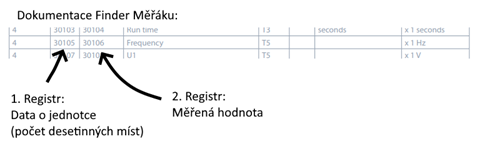 Dokumentace Finder Měřáku:
4 30103 30104 Run time T3 seconds x 1 seconds
4 30105 30106 Frequency T5 x 1 Hz
4 U1 T5 x 1 V
1. Registr:
Data o jednotce
(počet desetinných míst)
2. Registr:
Měřená hodnota